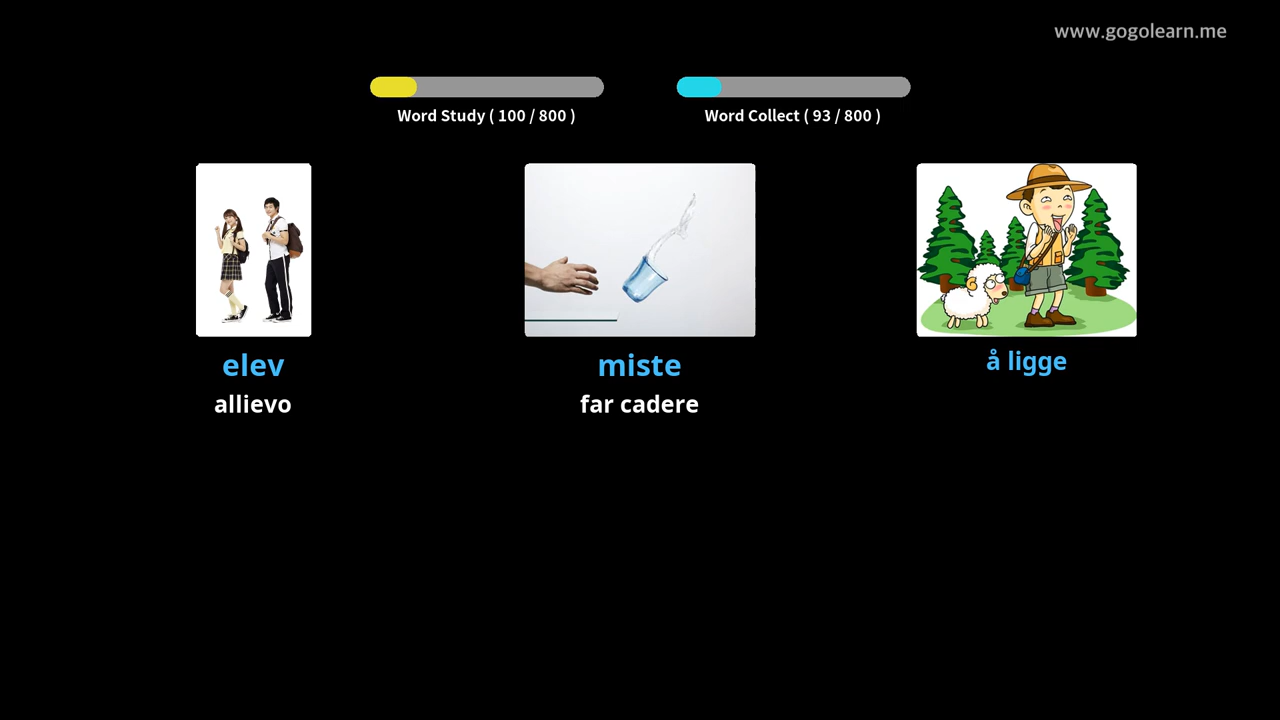 www.gogolearn.me
Word Study ( 100 / 800 )
Word Collect ( 93 / 800 )
elev
allievo
miste
far cadere
å ligge